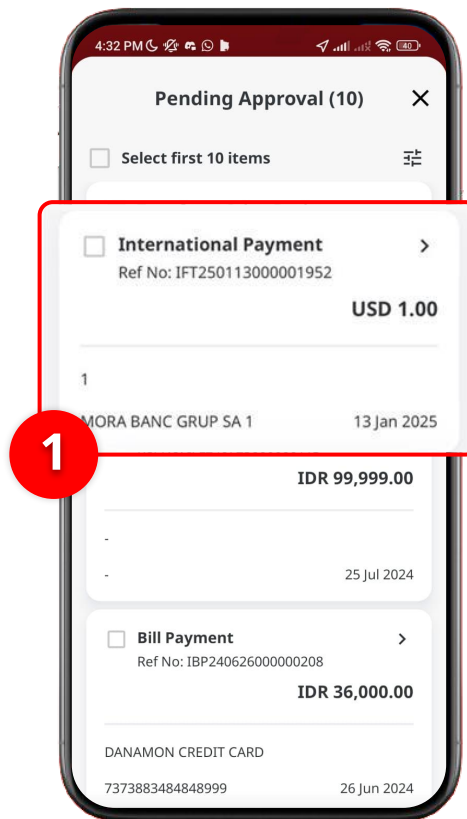 4:32 PM
40
Pending Approval (10)
Select first 10 items
International Payment
Ref No: IFT250113000001952
USD 1.00
1
MORA BANC GRUP SA 1 13 Jan 2025
1
IDR 99,999.00
-
- 25 Jul 2024
Bill Payment
Ref No: IBP240626000000208
IDR 36,000.00
DANAMON CREDIT CARD
7373883484848999 26 Jun 2024